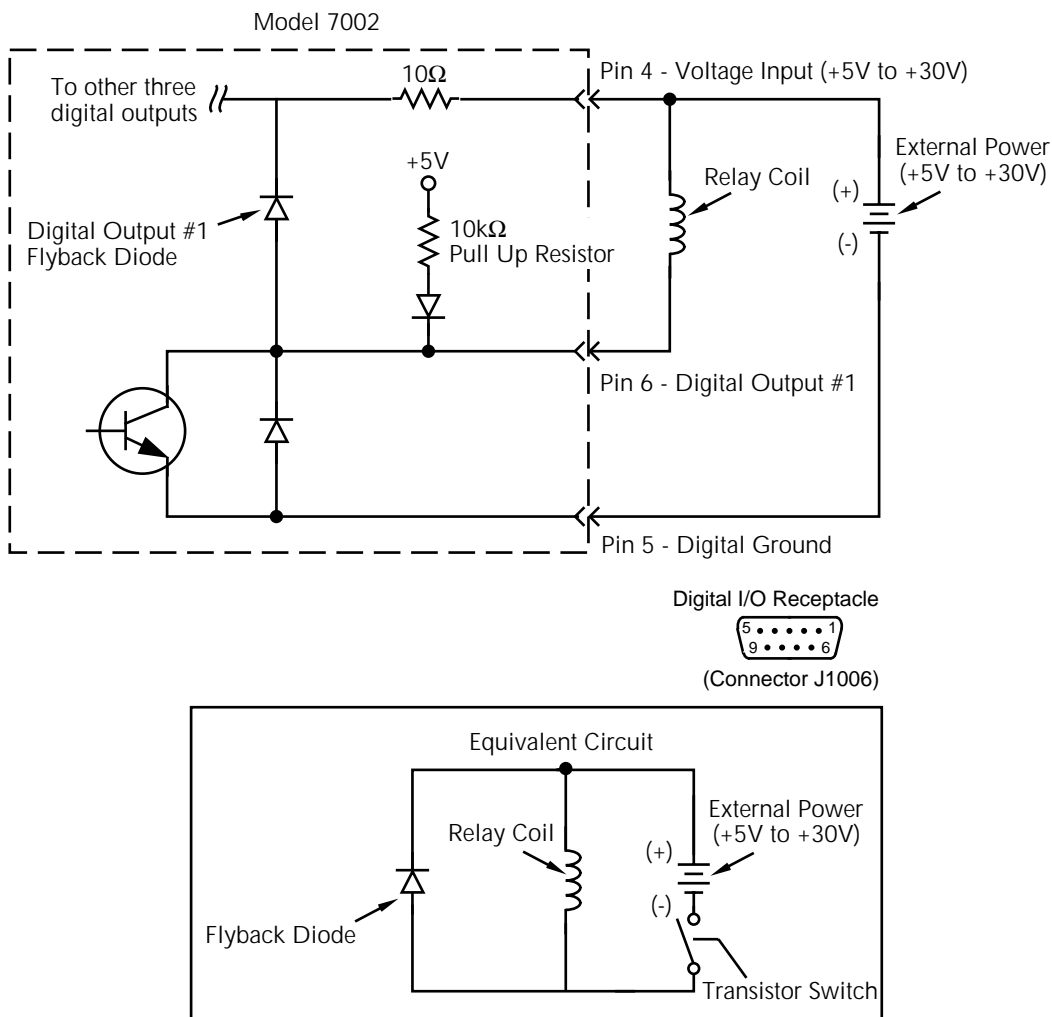 Model 7002
To other three
digital outputs
10Ω
Pin 4 - Voltage Input (+5V to +30V)
+5V
Relay Coil
External Power
(+5V to +30V)
(+)
(-)
Digital Output #1
Flyback Diode
10kΩ
Pull Up Resistor
Pin 6 - Digital Output #1
Pin 5 - Digital Ground
Digital I/O Receptacle
5 1
9 6
(Connector J1006)
Equivalent Circuit
Relay Coil
External Power
(+5V to +30V)
(+)
(-)
Flyback Diode
Transistor Switch